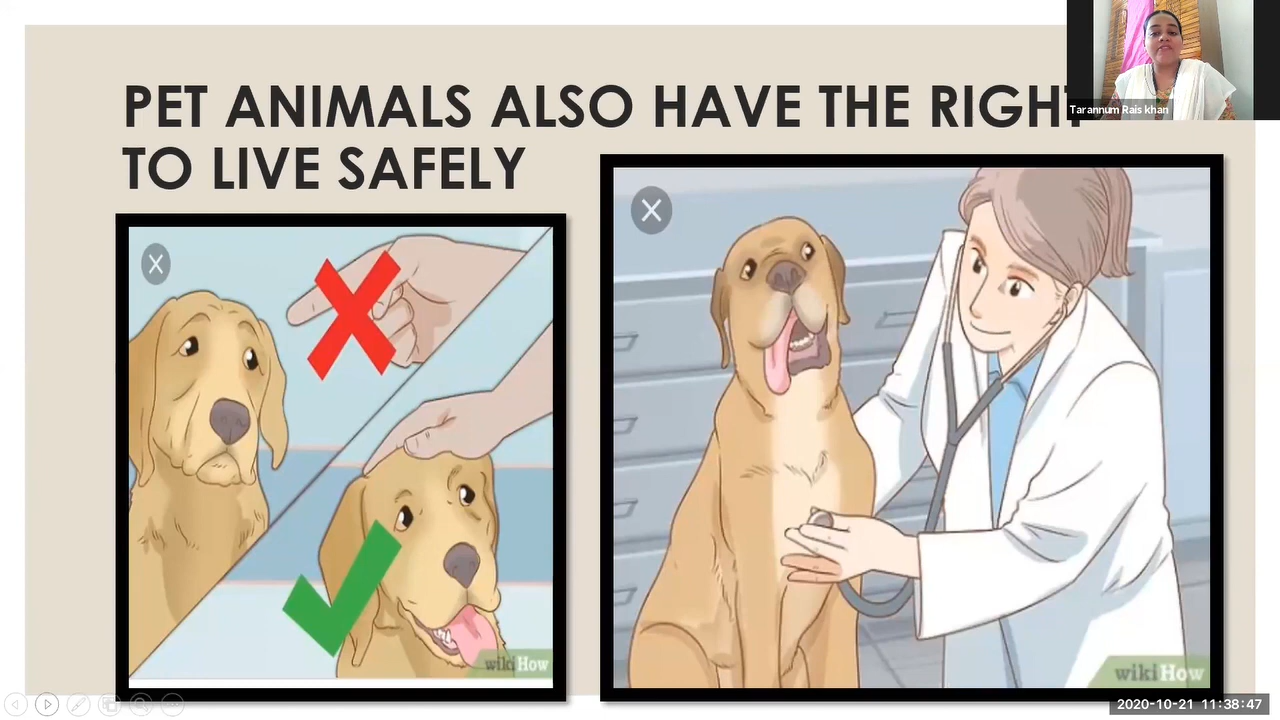 PET ANIMALS ALSO HAVE THE RIGHT
TO LIVE SAFELY
Tarannum Rais khan
wikiHow
wikiHow
2020-10-21 11:38:47